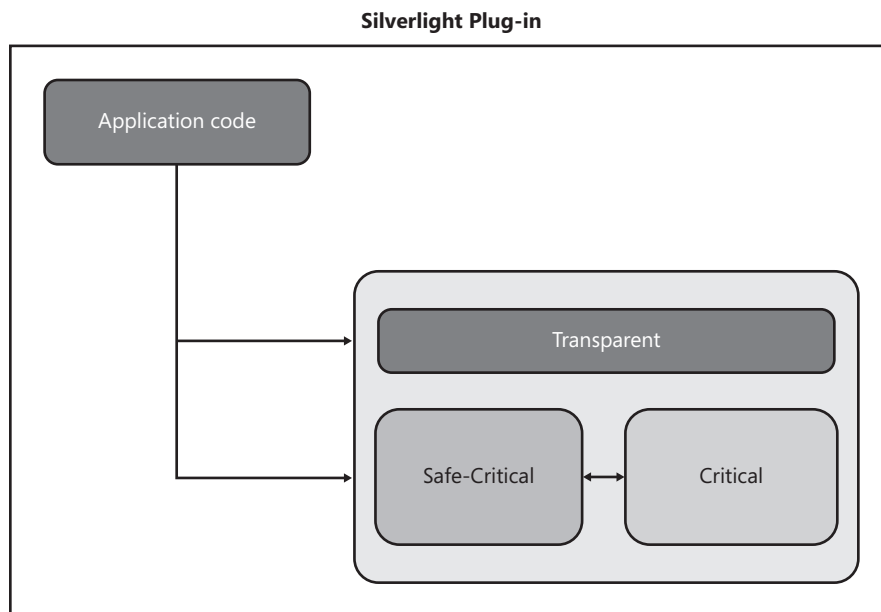 Silverlight Plug-in
Application code
Transparent
Safe-Critical
Critical